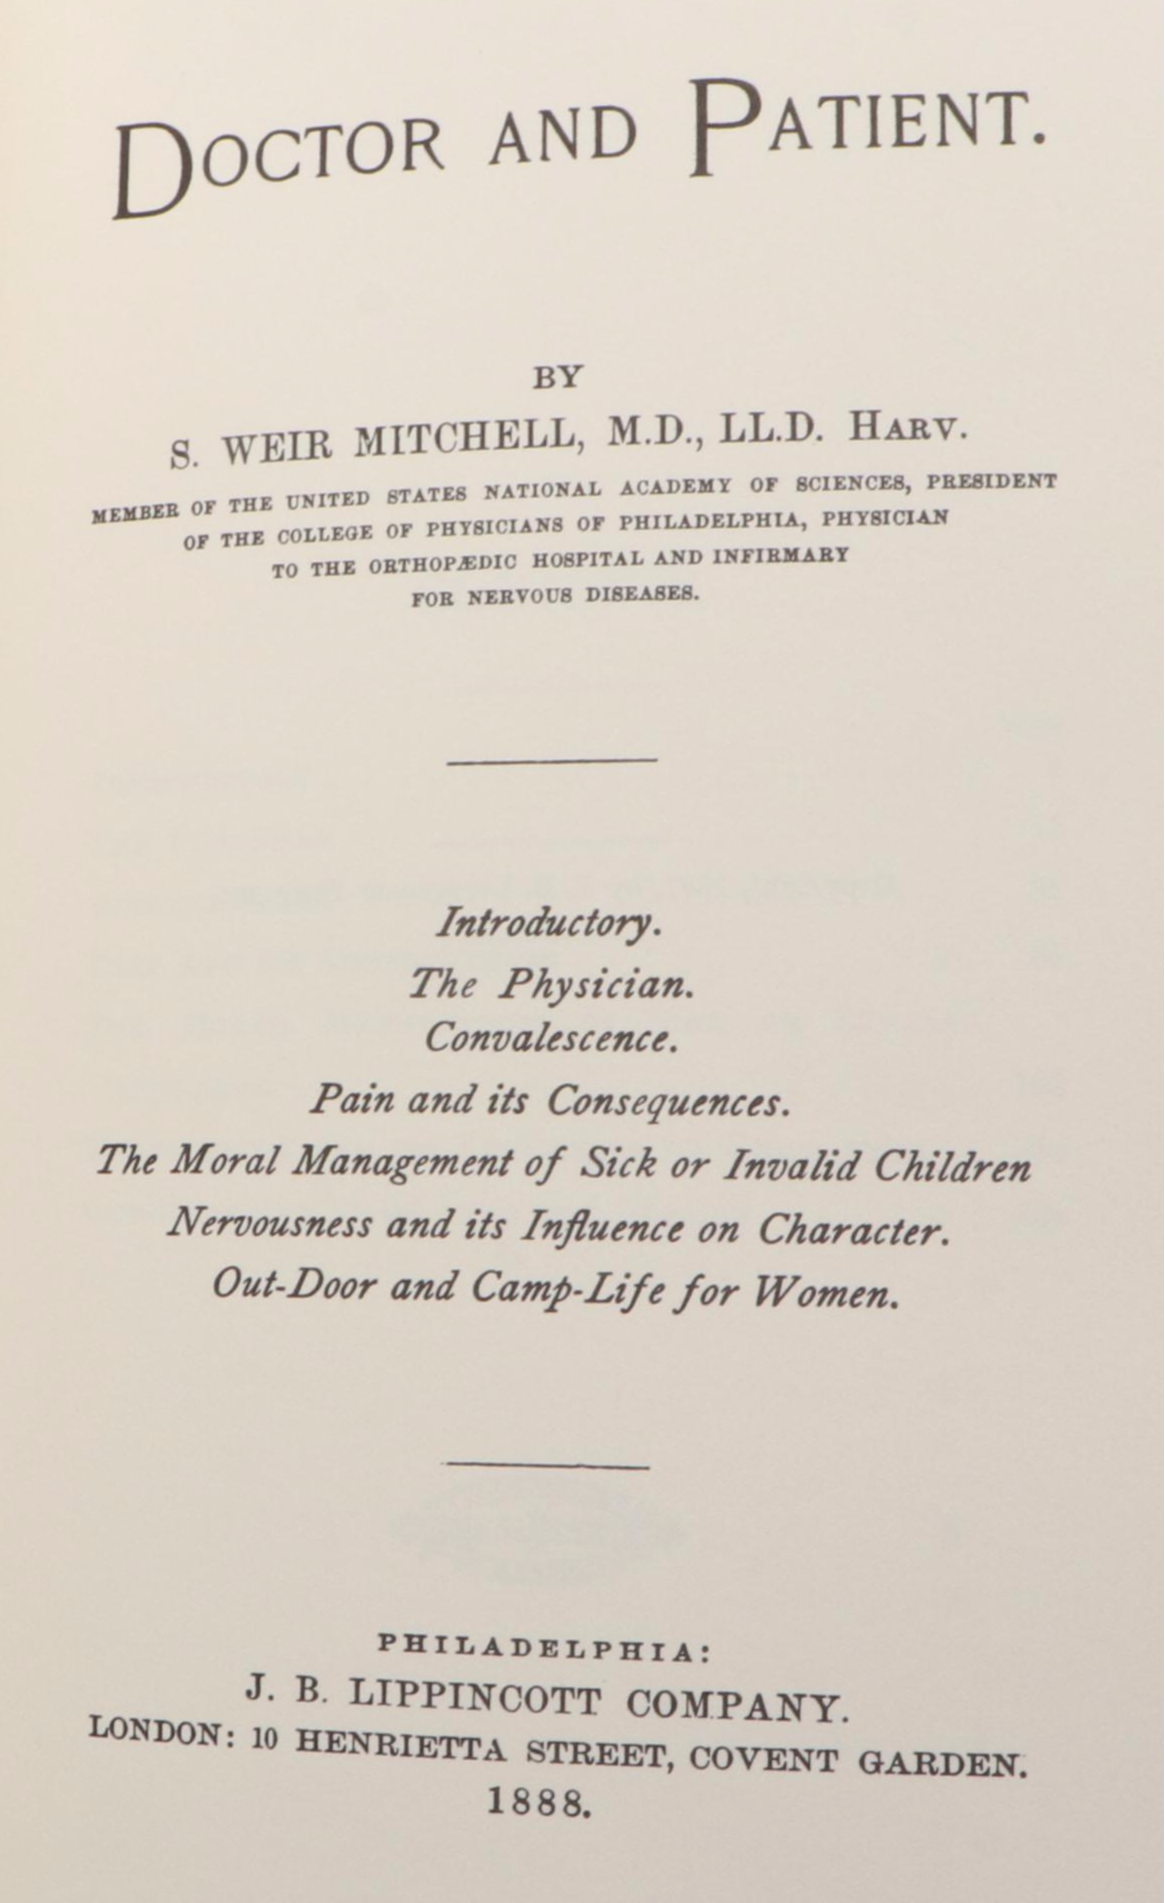 DOCTOR AND PATIENT.
BY
S. WEIR MITCHELL, M.D., LL.D. HARV.
MEMBER OF THE UNITED STATES NATIONAL ACADEMY OF SCIENCES, PRESIDENT
OF THE COLLEGE OF PHYSICIANS OF PHILADELPHIA, PHYSICIAN
TO THE ORTHOPÆDIC HOSPITAL AND INFIRMARY
FOR NERVOUS DISEASES.
Introductory.
The Physician.
Convalescence.
Pain and its Consequences.
The Moral Management of Sick or Invalid Children
Nervousness and its Influence on Character.
Out-Door and Camp-Life for Women.
PHILADELPHIA:
J. B. LIPPINCOTT COMPANY.
LONDON: 10 HENRIETTA STREET, COVENT GARDEN.
1888.